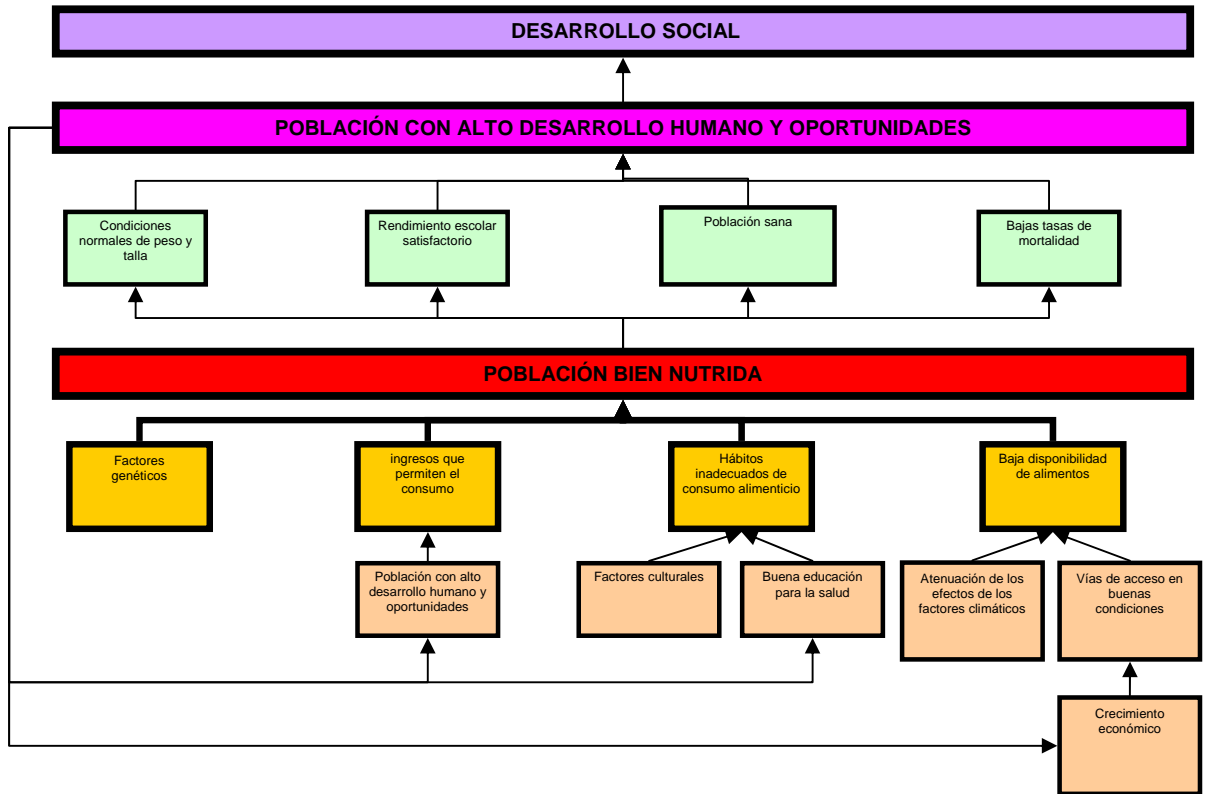 DESARROLLO SOCIAL
POBLACIÓN CON ALTO DESARROLLO HUMANO Y OPORTUNIDADES
Condiciones
normales de peso y
talla
Rendimiento escolar
satisfactorio
Población sana
Bajas tasas de
mortalidad
POBLACIÓN BIEN NUTRIDA
Factores
genéticos
ingresos que
permiten el
consumo
Hábitos
inadecuados de
consumo alimenticio
Baja disponibilidad
de alimentos
Población con alto
desarrollo humano y
oportunidades
Factores culturales
Buena educación
para la salud
Atenuación de los
efectos de los
factores climáticos
Vías de acceso en
buenas
condiciones
Crecimiento
económico